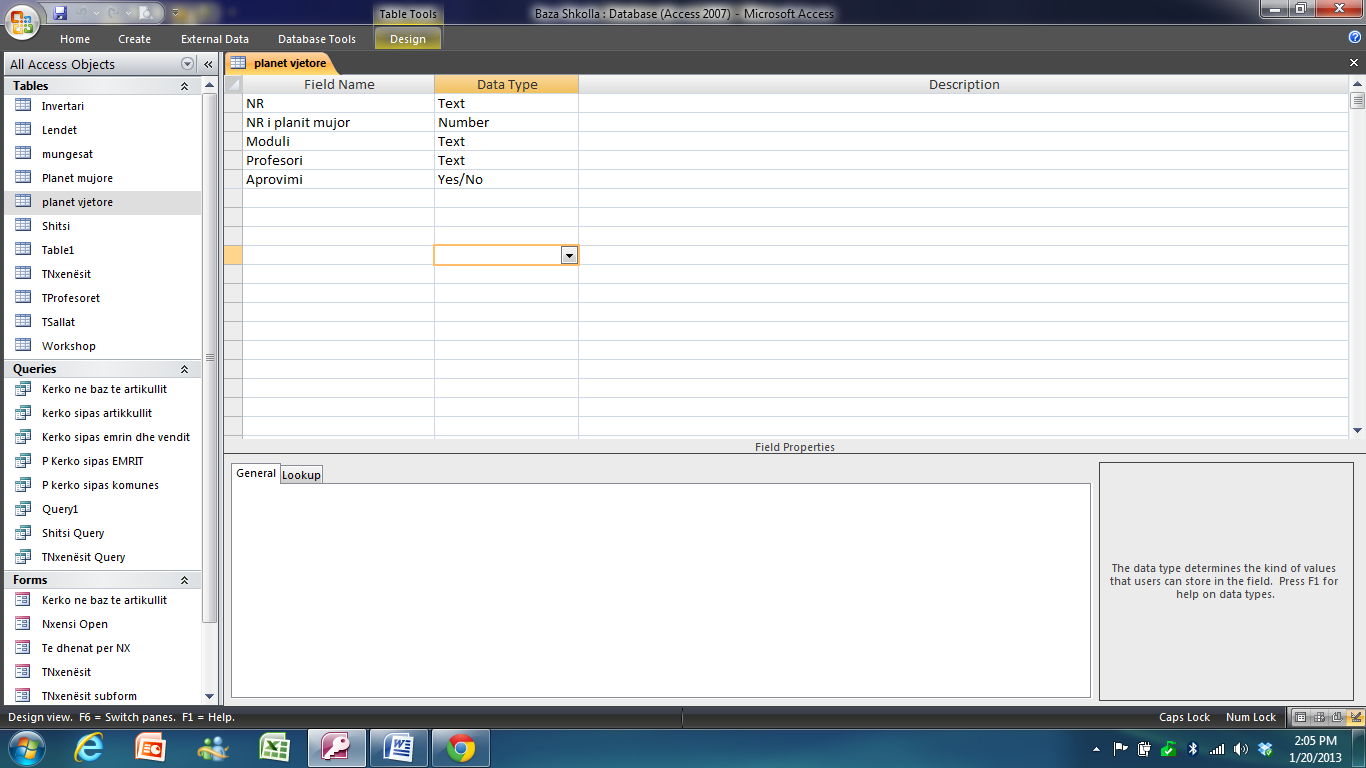 Table Tools
Baza Shkolla : Database (Access 2007) - Microsoft Access
Home
Create
External Data
Database Tools
Design
All Access Objects
«
planet vjetore
Tables
Invertari
Lendet
mungesat
Planet mujore
planet vjetore
Shitsi
Table1
TNxenësit
TProfesoret
TSallat
Workshop
Queries
Kerko ne baz te artikullit
kerko sipas artikkullit
Kerko sipas emrin dhe vendit
P Kerko sipas EMRIT
P kerko sipas komunes
Query1
Shitsi Query
TNxenësit Query
Forms
Kerko ne baz te artikullit
Nxensi Open
Te dhenat per NX
TNxenësit
TNxenësit subform
Field Name Data Type Description
NR Text
NR i planit mujor Number
Moduli Text
Profesori Text
Aprovimi Yes/No
Field Properties
General Lookup
The data type determines the kind of values
that users can store in the field. Press F1 for
help on data types.
Design view. F6 = Switch panes. F1 = Help.
Caps Lock
Num Lock
2:05 PM
1/20/2013